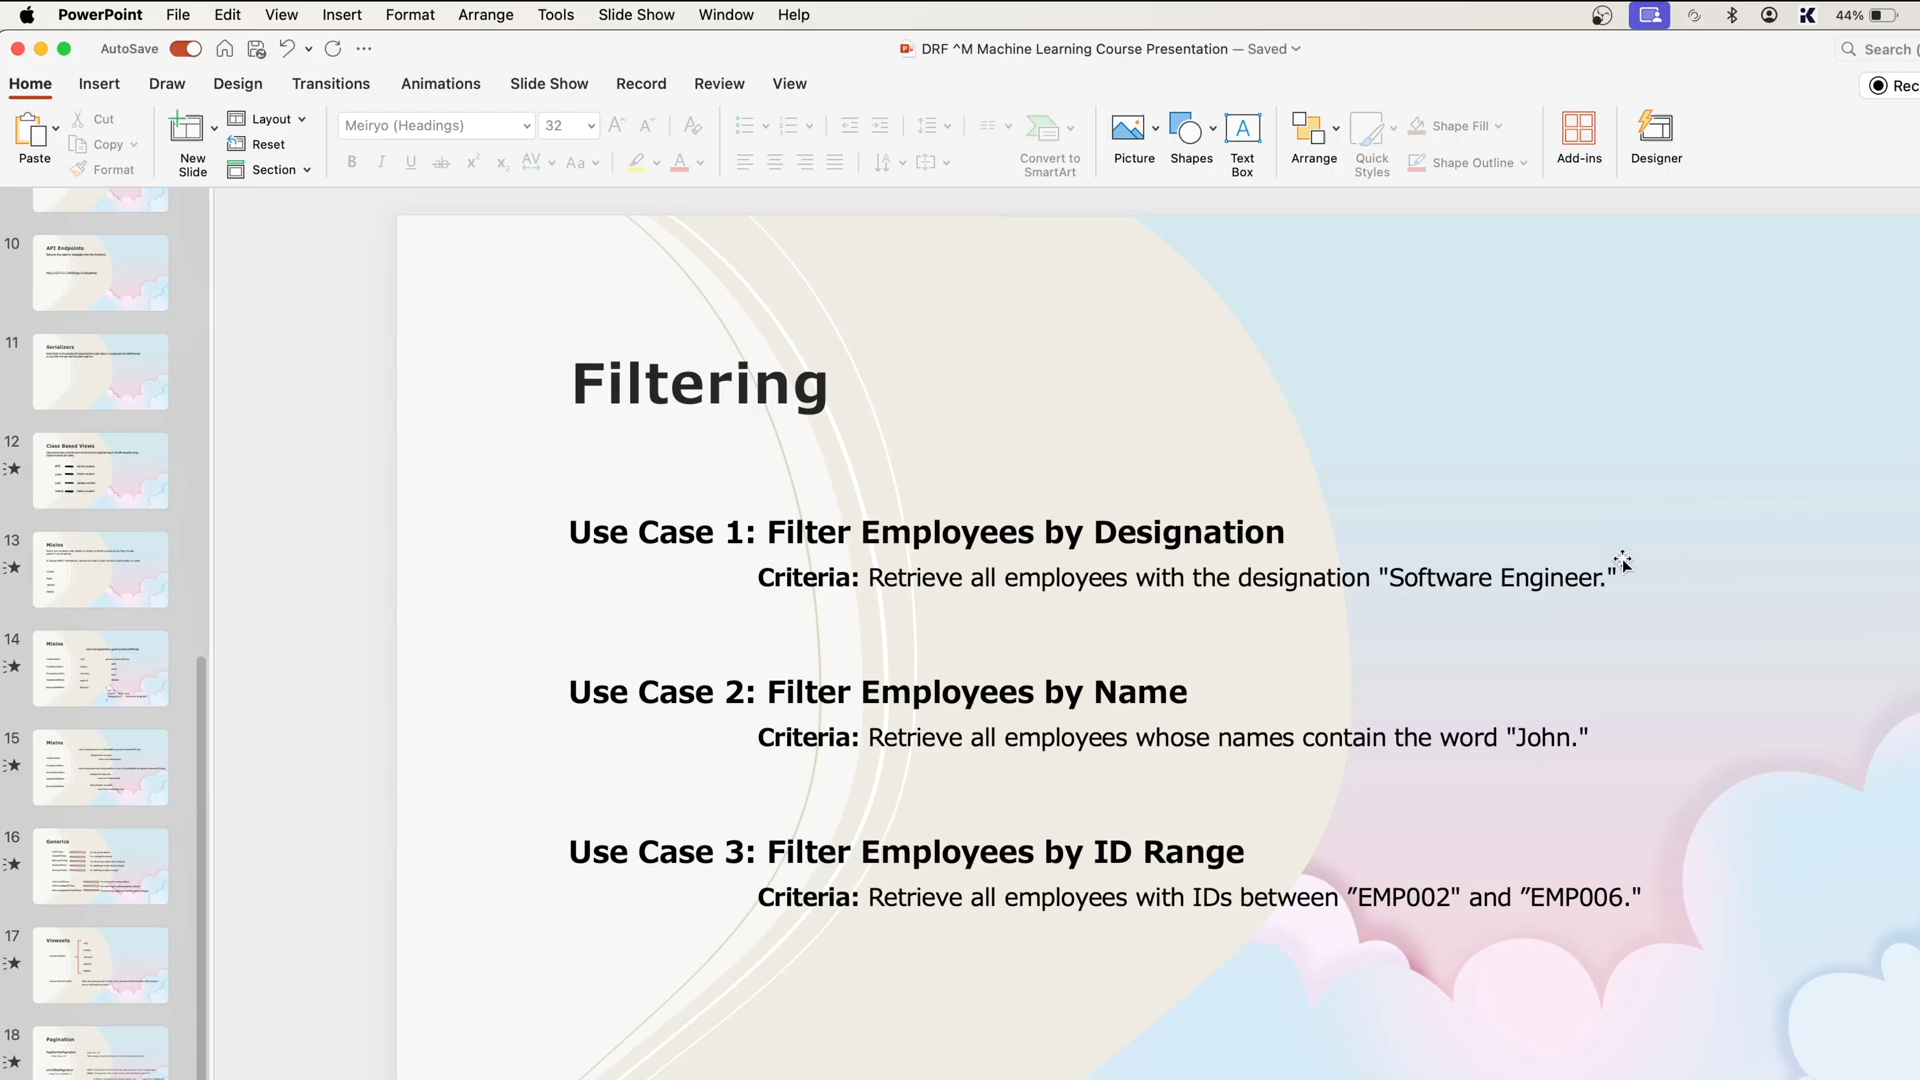 PowerPoint File Edit View Insert Format Arrange Tools Slide Show Window Help 44%
AutoSave DRF ^M Machine Learning Course Presentation — Saved Search (
Home Insert Draw Design Transitions Animations Slide Show Record Review View Rec
Paste
Cut
Copy
Format
New
Slide
Layout
Reset
Section
Meiryo (Headings) 32
Convert to
SmartArt
Picture
Shapes
Text
Box
Arrange
Quick
Styles
Shape Fill
Shape Outline
Add-ins
Designer
10
API Endpoints
11
Serializers
12
Class Based Views
13
Mixins
14
Mixins
15
Mixins
16
Generics
17
Viewsets
18
Pagination
Filtering
Use Case 1: Filter Employees by Designation
Criteria: Retrieve all employees with the designation "Software Engineer."
Use Case 2: Filter Employees by Name
Criteria: Retrieve all employees whose names contain the word "John."
Use Case 3: Filter Employees by ID Range
Criteria: Retrieve all employees with IDs between ”EMP002" and ”EMP006."